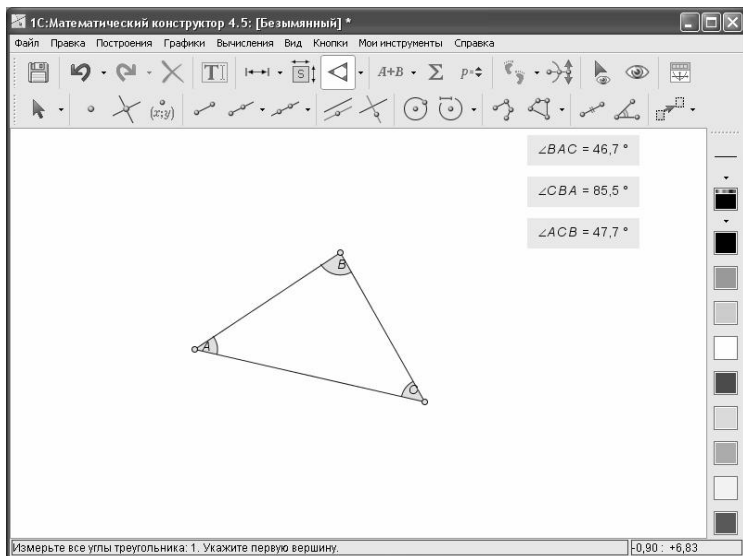 1С:Математический конструктор 4.5: [Безымянный] *
Файл Правка Построения Графики Вычисления Вид Кнопки Мои инструменты Справка
T S A+B Σ p
(x;y)
∠BAC = 46,7 °
∠CBA = 85,5 °
∠ACB = 47,7 °
B
A
C
Измерьте все углы треугольника: 1. Укажите первую вершину.
-0,90 : +6,83